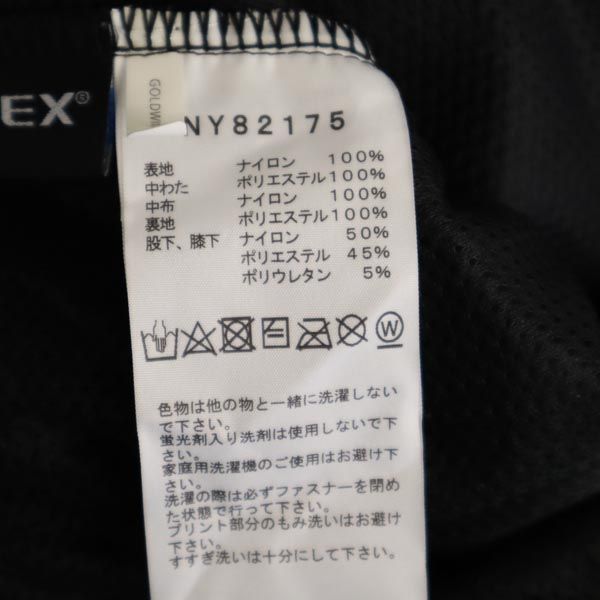 EX®
GOLDWI
NY82175
表地 ナイロン 100%
中わた ポリエステル100%
中布 ナイロン 100%
裏地 ポリエステル100%
股下、膝下 ナイロン 50%
ポリエステル 45%
ポリウレタン 5%
W
色物は他の物と一緒に洗濯しない
で下さい。
蛍光剤入り洗剤は使用しないで下
さい。
家庭用洗濯機のご使用はお避け下
さい。
洗濯の際は必ずファスナーを閉め
た状態で行って下さい。
プリント部分のもみ洗いはお避け
下さい。
すすぎ洗いは十分にして下さい。